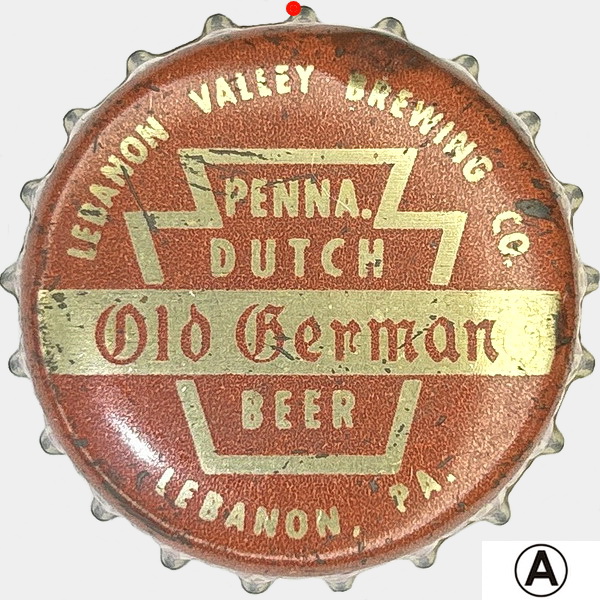 LEBANON VALLEY BREWING CO.
PENNA.
DUTCH
Old German
BEER
LEBANON, PA.
A